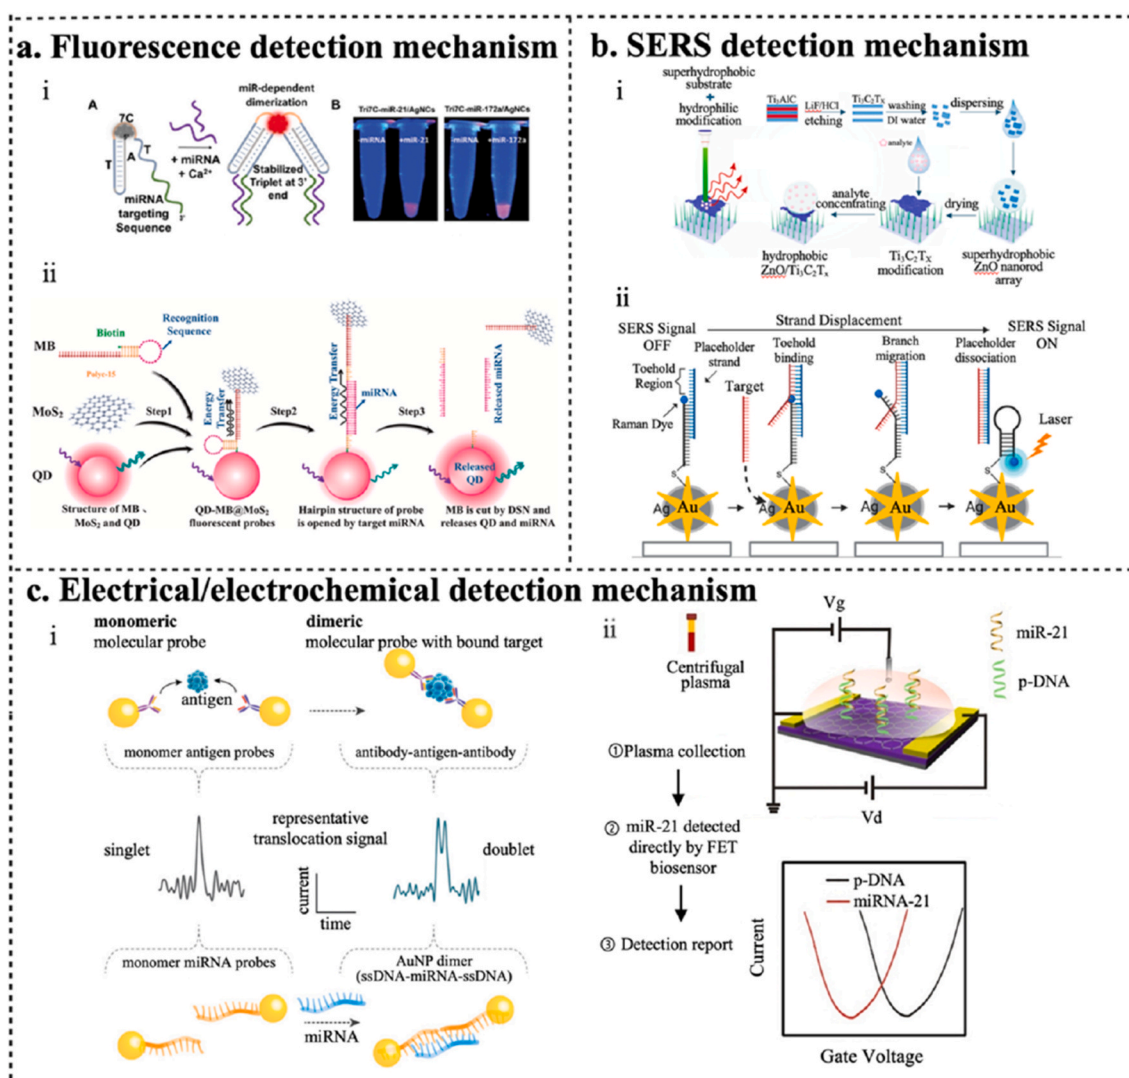 a. Fluorescence detection mechanism
i
A
7C
T
A
T
miRNA
targeting
Sequence
5'
+ miRNA
+ Ca²⁺
miR-dependent
dimerization
Stabilized
Triplet at 3'
end
B
Tri7C-miR-21/AgNCs
Tri7C-miR-172a/AgNCs
-miRNA
+miR-21
-miRNA
+miR-172a
ii
MB
Biotin
Recognition
Sequence
Polyc-15
MoS₂
QD
Step1
Energy
Transfer
Step2
Energy Transfer
miRNA
Step3
Released miRNA
Released
QD
Structure of MB、
MoS₂ and QD
QD-MB@MoS₂
fluorescent probes
Hairpin structure of probe
is opened by target miRNA
MB is cut by DSN and
releases QD and miRNA
b. SERS detection mechanism
i
superhydrophobic
substrate
+
hydrophilic
modification
Ti₃AlC
LiF/HCl
etching
Ti₃C₂Tₓ
washing
DI water
dispersing
analyte
analyte
concentrating
drying
hydrophobic
ZnO/Ti₃C₂Tₓ
Ti₃C₂Tₓ
modification
superhydrophobic
ZnO nanorod
array
ii
SERS Signal
OFF
Strand Displacement
SERS Signal
ON
Toehold
Region
Placeholder
strand
Target
Toehold
binding
Branch
migration
Placeholder
dissociation
Raman Dye
Laser
S
S
S
S
Ag Au
Ag Au
Ag Au
Ag Au
c. Electrical/electrochemical detection mechanism
i
monomeric
molecular probe
dimeric
molecular probe with bound target
antigen
monomer antigen probes
antibody-antigen-antibody
singlet
representative
translocation signal
doublet
current
time
monomer miRNA probes
AuNP dimer
(ssDNA-miRNA-ssDNA)
miRNA
ii
Centrifugal
plasma
①Plasma collection
② miR-21 detected
directly by FET
biosensor
③ Detection report
Vg
miR-21
p-DNA
Vd
p-DNA
miRNA-21
Current
Gate Voltage